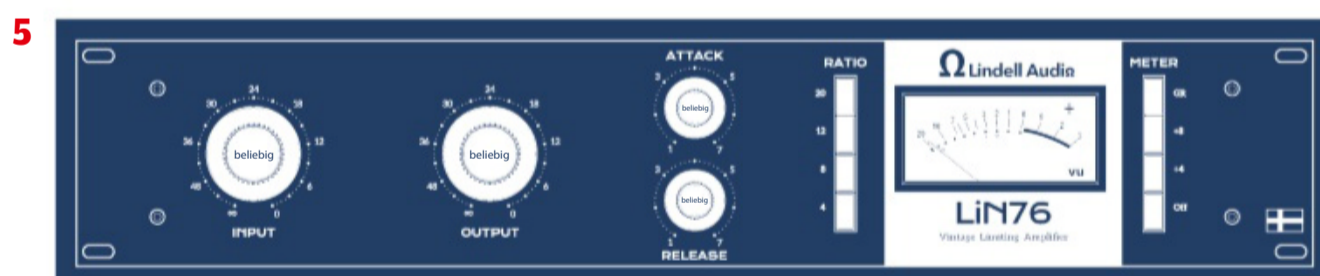 5
ATTACK
RATIO
Ω Lindell Audio
METER
24
30
18
36
12
48
6
∞
0
beliebig
INPUT
24
30
18
36
12
48
6
∞
0
beliebig
OUTPUT
3
5
1
7
beliebig
3
5
1
7
beliebig
RELEASE
20
12
8
4
20
+
vu
LiN76
Vintage Limiting Amplifier
GR
+8
+4
Off